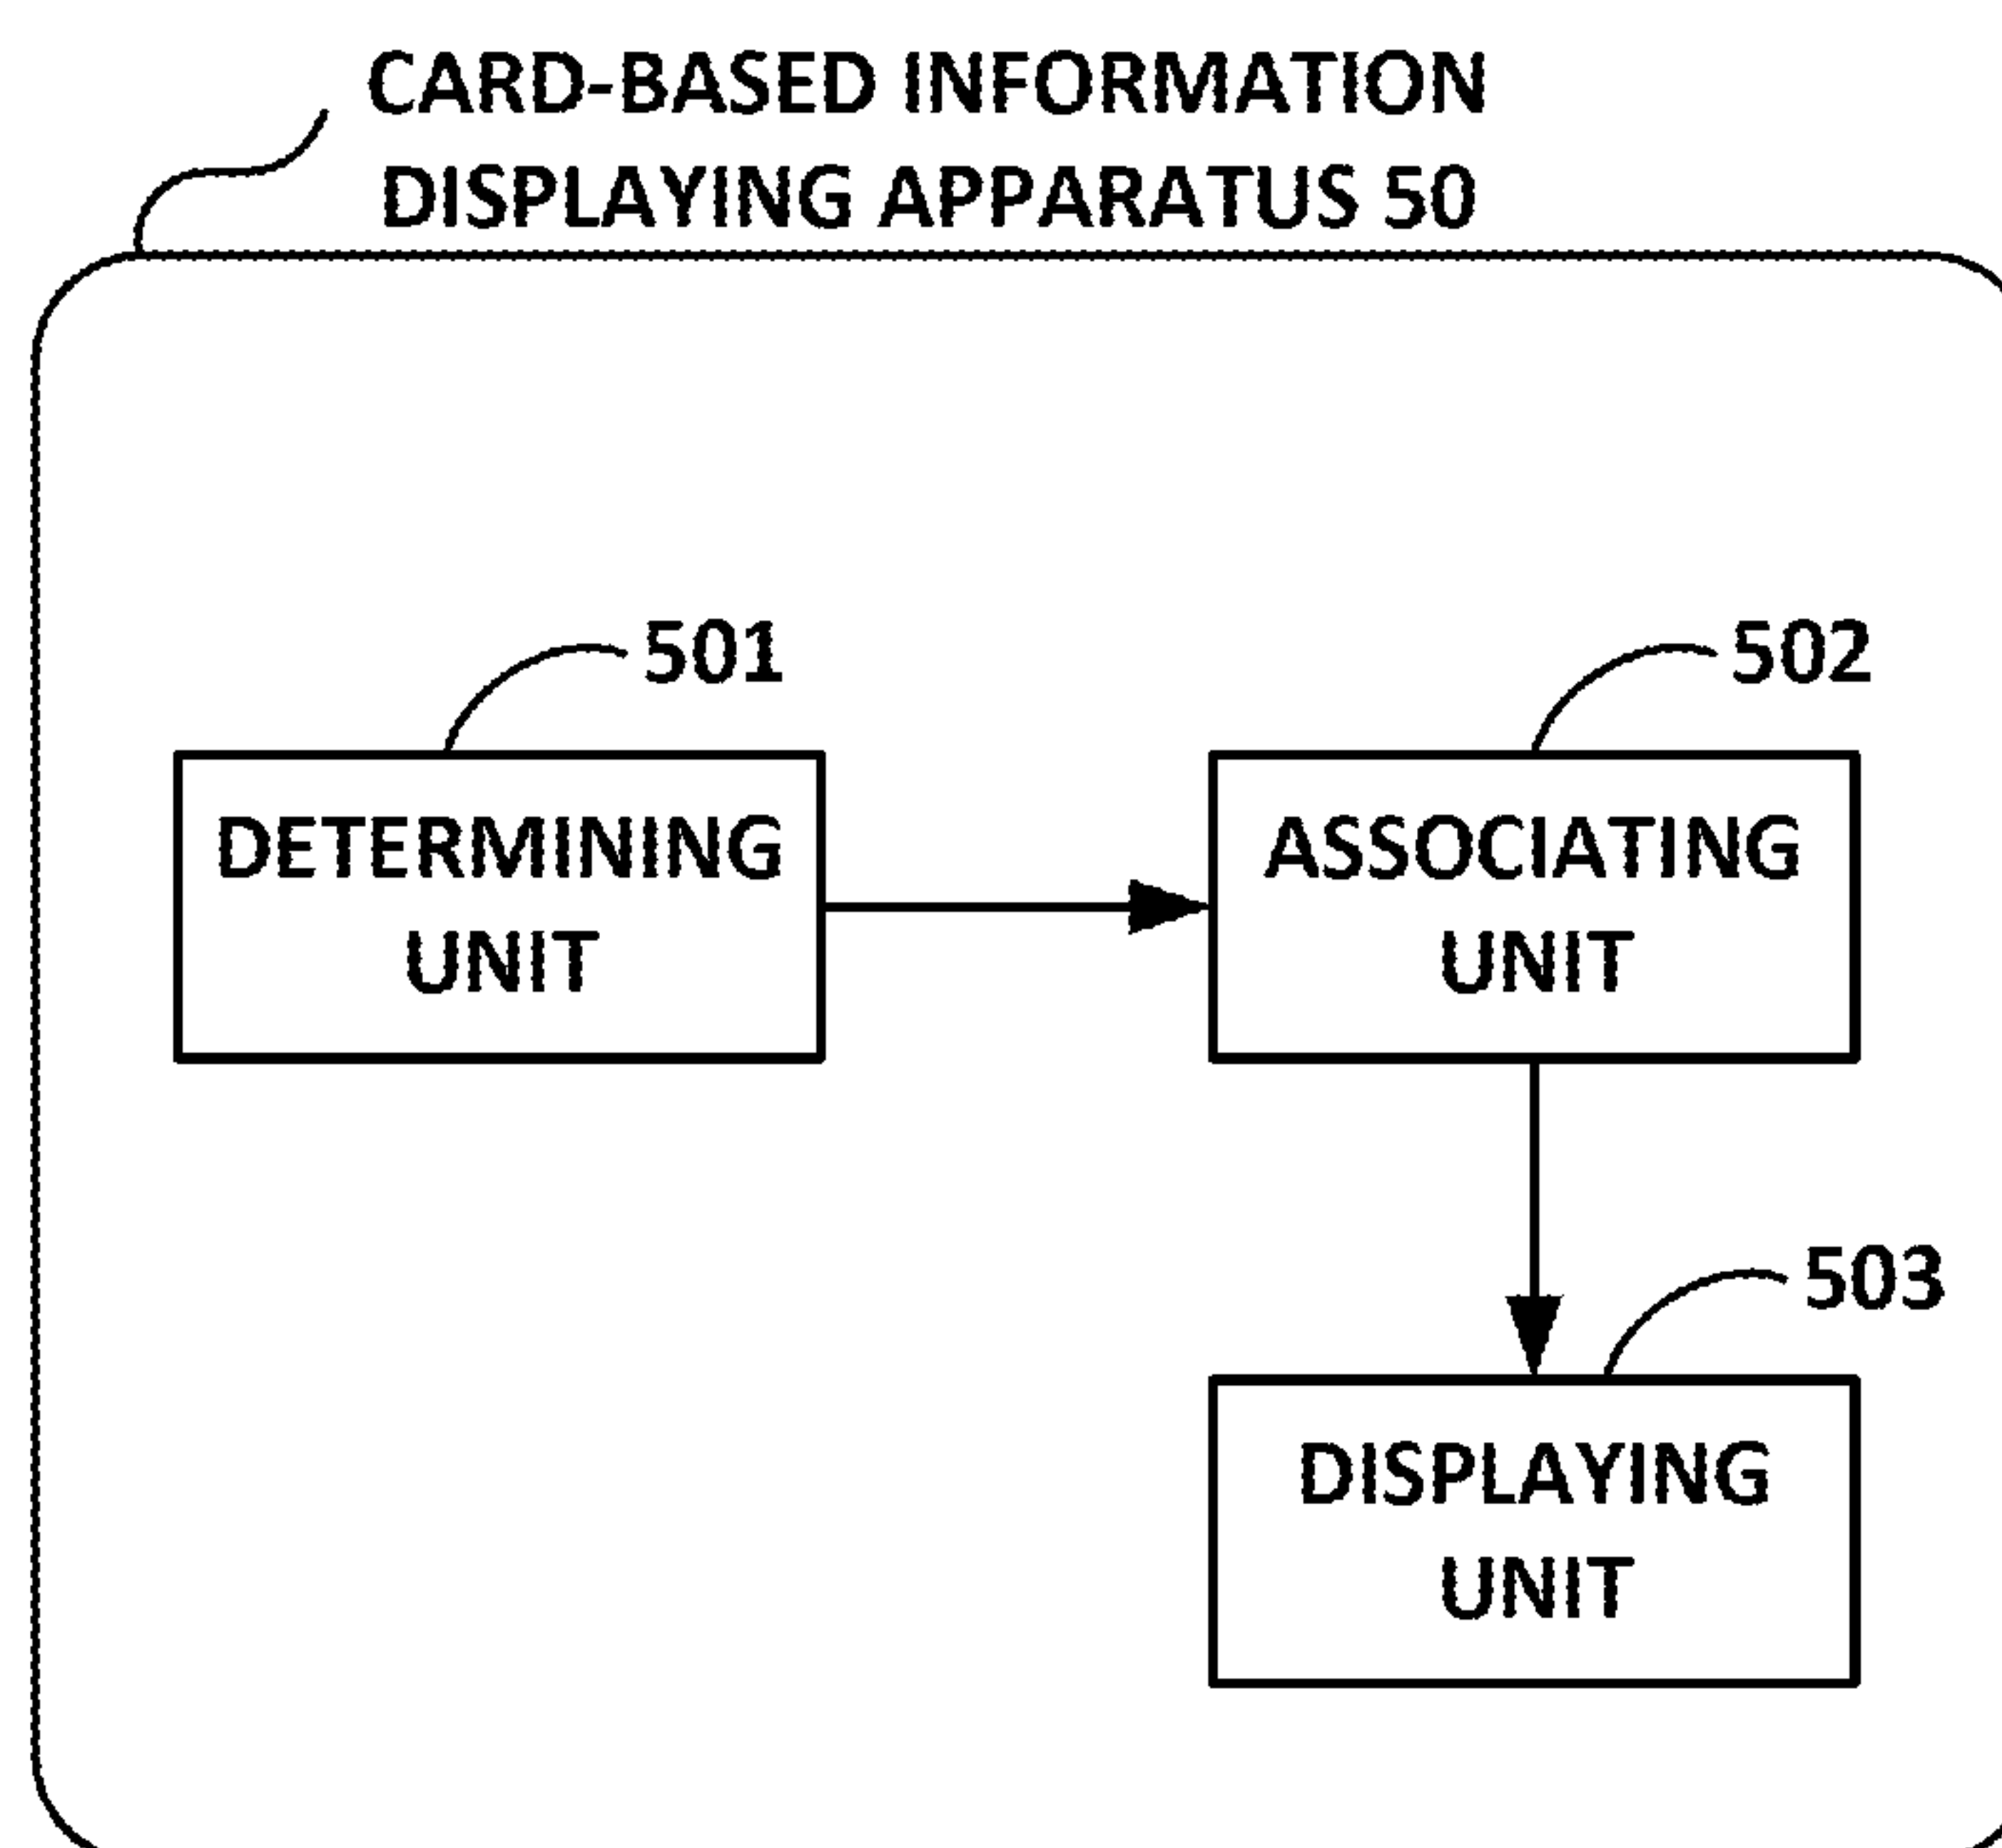 CARD-BASED INFORMATION
DISPLAYING APPARATUS 50
501
502
DETERMINING
UNIT
ASSOCIATING
UNIT
503
DISPLAYING
UNIT